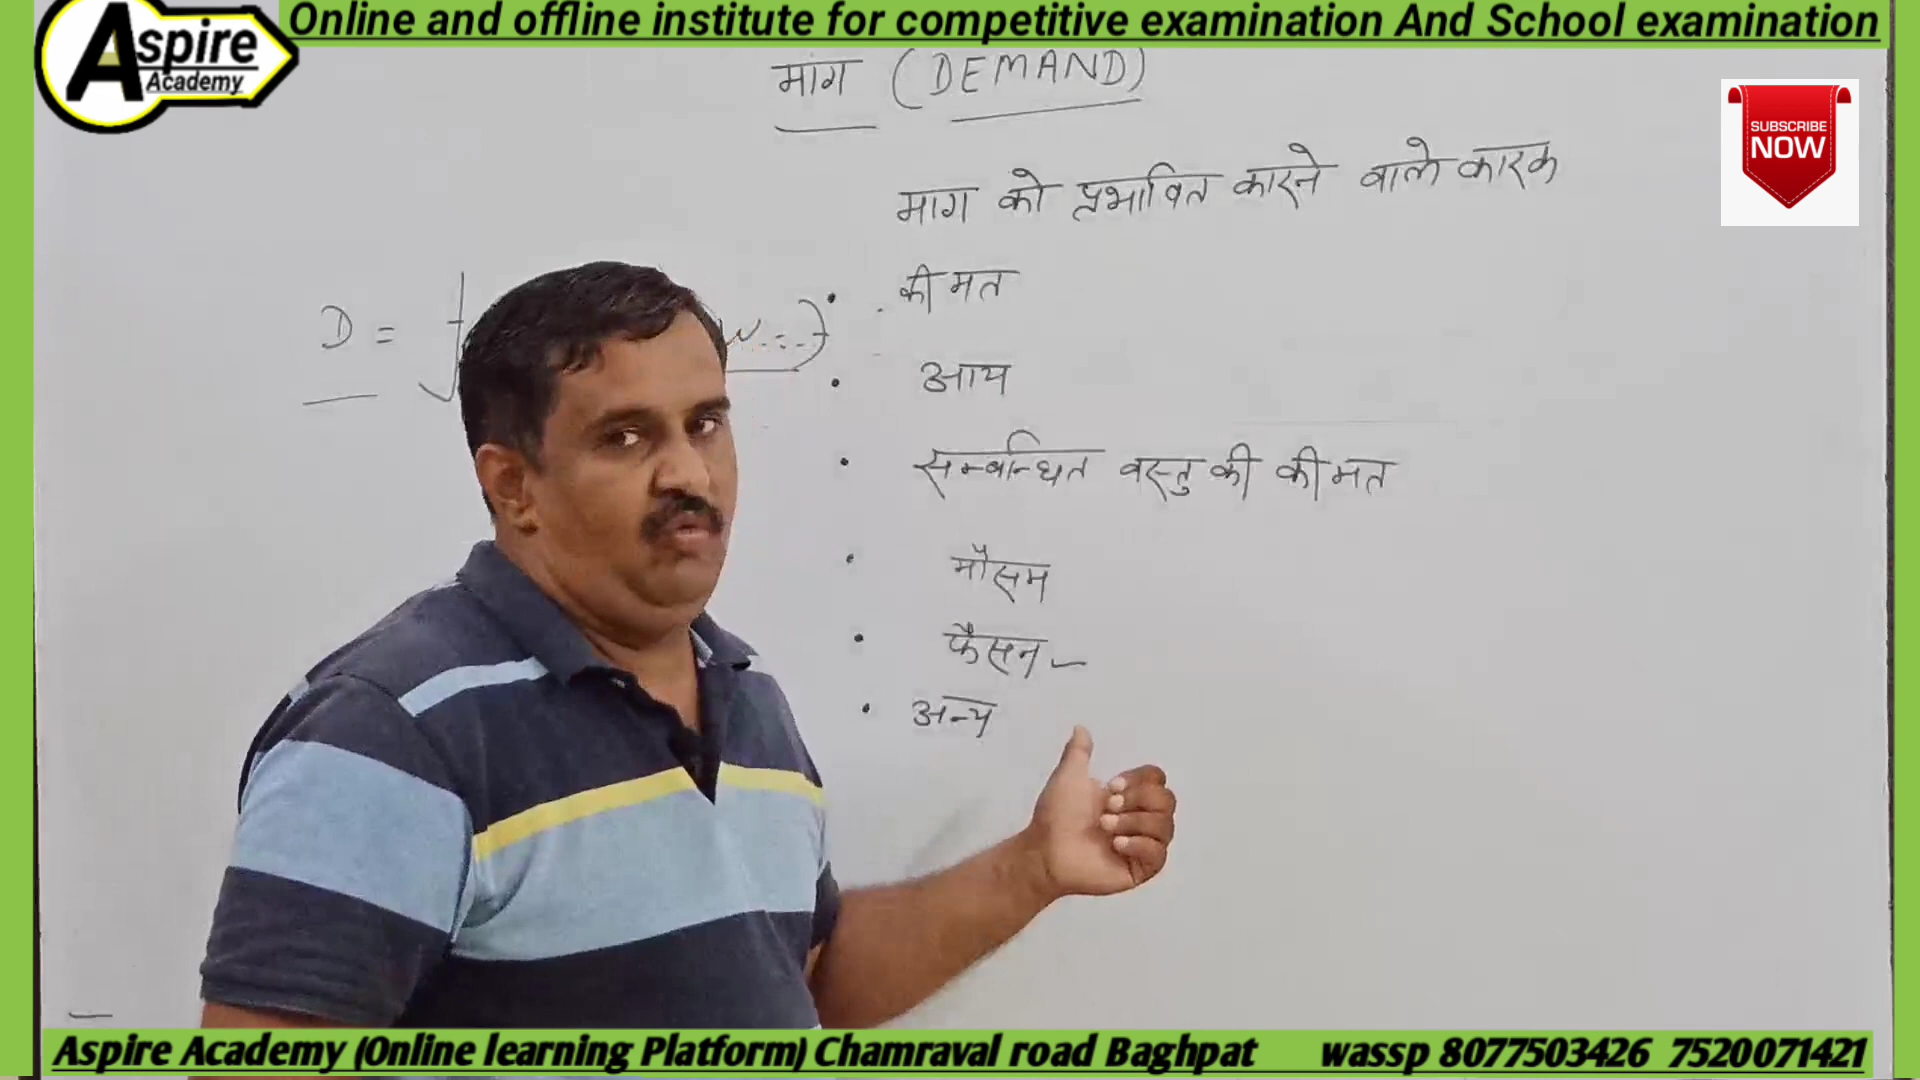 Online and offline institute for competitive examination And School examination
Aspire
Academy
मांग (DEMAND)
SUBSCRIBE
NOW
माग को प्रभावित कारने वाले कारक
• कीमत
D = f
• आय
• सम्बन्धित वस्तु की कीमत
• मौसम
• फैसन –
• अन्य
Aspire Academy (Online learning Platform) Chamraval road Baghpat wassp 8077503426 7520071421